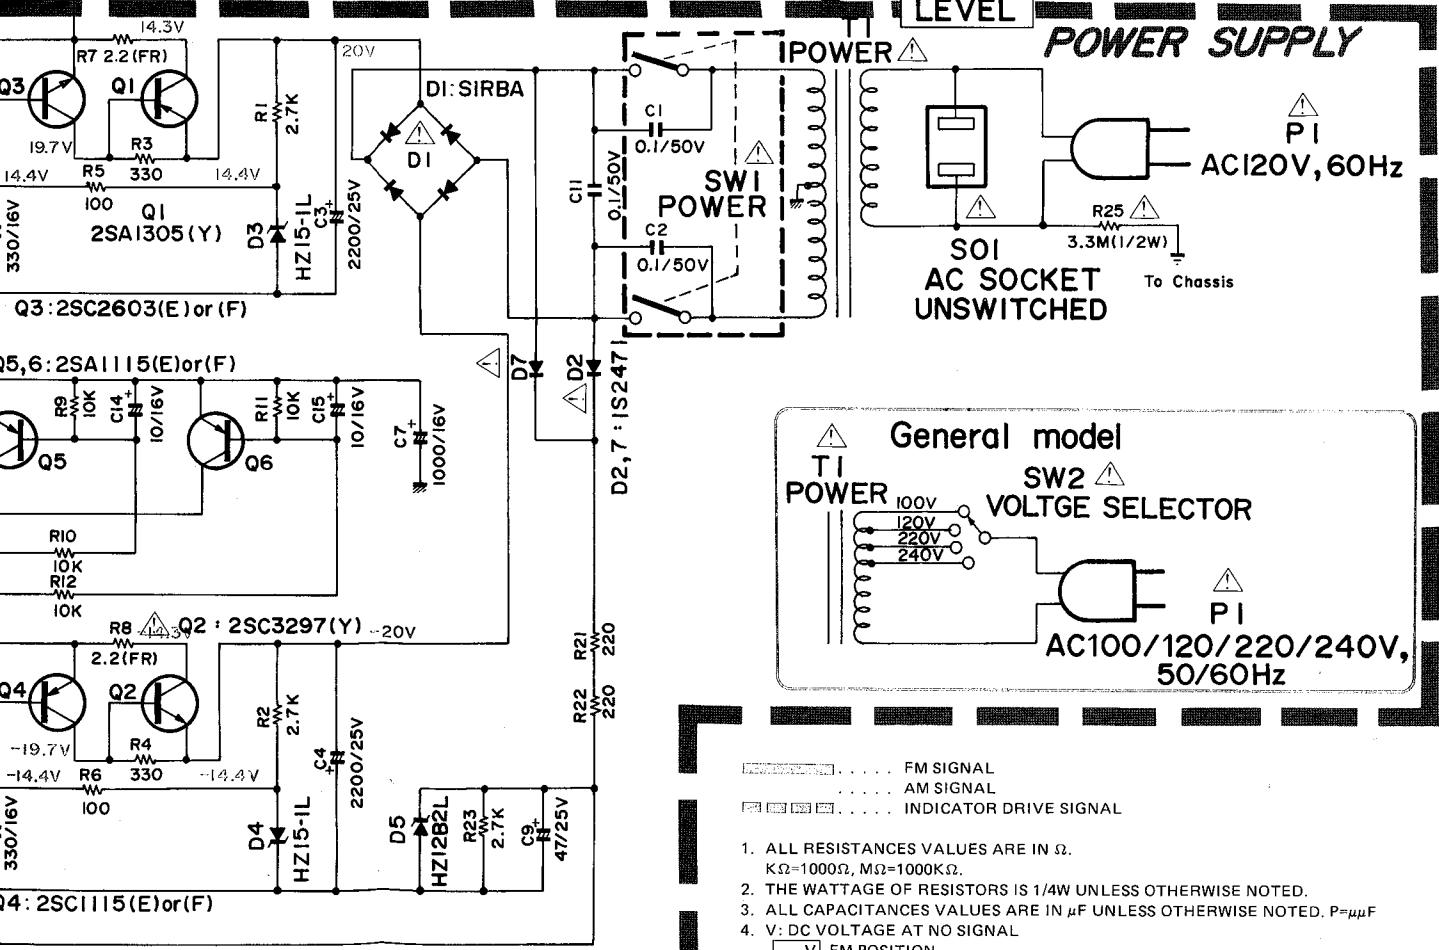 LEVEL
POWER SUPPLY
14.3V
R7 2.2(FR)
20V
T1
POWER
Q3
Q1
R1
2.7K
D1:SIRBA
D1
C1
0.1/50V
P1
AC120V, 60Hz
19.7V
R3
330
14.4V
R5
100
14.4V
Q1
2SA1305(Y)
330/16V
D3
HZ15-1L
C3+
2200/25V
C11
0.1/50V
SW1
POWER
C2
0.1/50V
R25
3.3M(1/2W)
To Chassis
SO1
AC SOCKET
UNSWITCHED
Q3:2SC2603(E)or(F)
Q5,6:2SA1115(E)or(F)
R9
10K
C14+
10/16V
R11
10K
C15+
10/16V
C7+
1000/16V
D7
D2
D2,7:1S2471
Q5
Q6
General model
T1
POWER
SW2
VOLTGE SELECTOR
100V
120V
220V
240V
P1
AC100/120/220/240V,
50/60Hz
R10
10K
R12
10K
R8
-14.3V
2.2(FR)
Q2 : 2SC3297(Y)
-20V
R21
220
R22
220
Q4
Q2
R2
2.7K
-19.7V
R4
330
-14.4V
R6
100
-14.4V
330/16V
D4
HZ15-1L
C4
+
2200/25V
D5
HZ12B2L
R23
2.7K
C9+
47/25V
Q4:2SC1115(E)or(F)
..... FM SIGNAL
..... AM SIGNAL
..... INDICATOR DRIVE SIGNAL
1. ALL RESISTANCES VALUES ARE IN Ω.
KΩ=1000Ω, MΩ=1000KΩ.
2. THE WATTAGE OF RESISTORS IS 1/4W UNLESS OTHERWISE NOTED.
3. ALL CAPACITANCES VALUES ARE IN μF UNLESS OTHERWISE NOTED. P=μμF
4. V: DC VOLTAGE AT NO SIGNAL
V FM POSITION